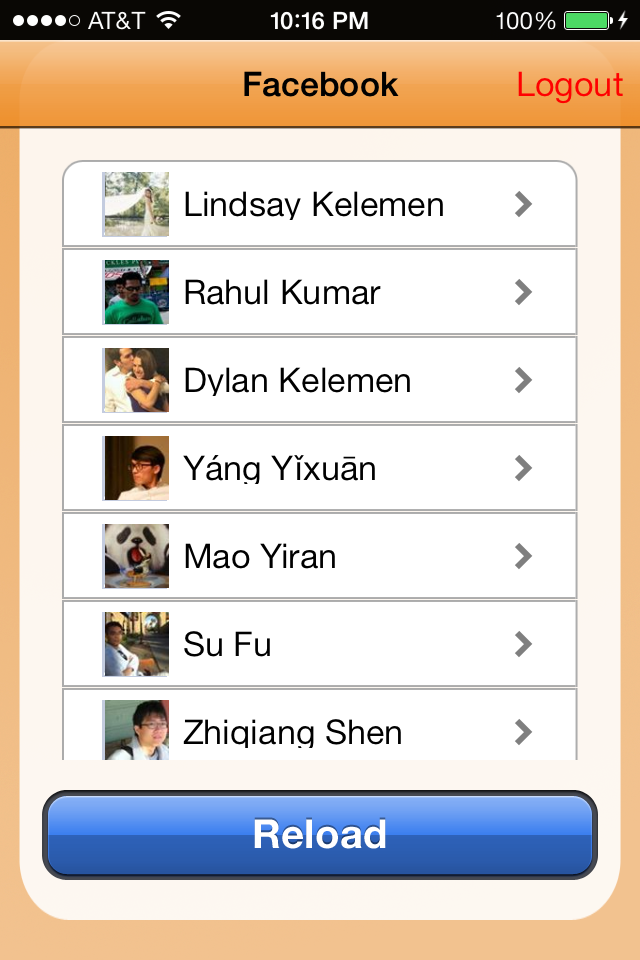 AT&T 10:16 PM 100%
Facebook Logout
Lindsay Kelemen
Rahul Kumar
Dylan Kelemen
Yáng Yǐxuān
Mao Yiran
Su Fu
Zhiqiang Shen
Reload